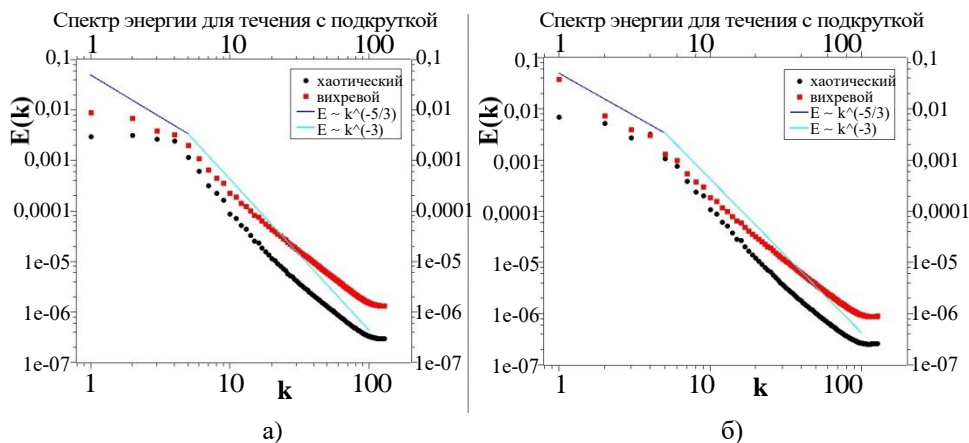 Спектр энергии для течения с подкруткой
1 10 100
0,1 0,1
0,01 0,01
0,001 0,001
0,0001 0,0001
1e-05 1e-05
1e-06 1e-06
1e-07 1e-07
E(k)
хаотический
вихревой
E ~ k^(-5/3)
E ~ k^(-3)
1 10 100
k
а)
Спектр энергии для течения с подкруткой
1 10 100
0,1 0,1
0,01 0,01
0,001 0,001
0,0001 0,0001
1e-05 1e-05
1e-06 1e-06
1e-07 1e-07
E(k)
хаотический
вихревой
E ~ k^(-5/3)
E ~ k^(-3)
1 10 100
k
б)